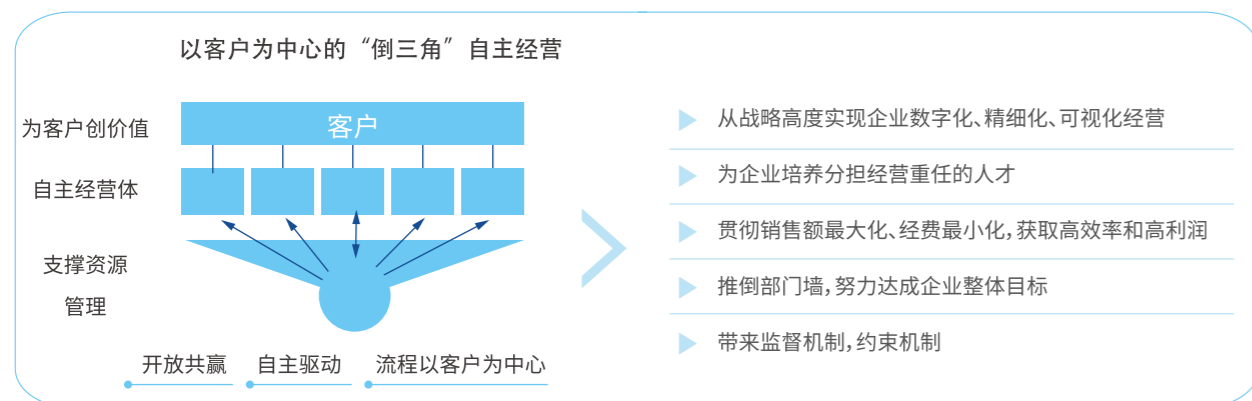 以客户为中心的“倒三角”自主经营
为客户创价值
客户
自主经营体
支撑资源
管理
开放共赢
自主驱动
流程以客户为中心
从战略高度实现企业数字化、精细化、可视化经营
为企业培养分担经营重任的人才
贯彻销售额最大化、经费最小化,获取高效率和高利润
推倒部门墙,努力达成企业整体目标
带来监督机制,约束机制